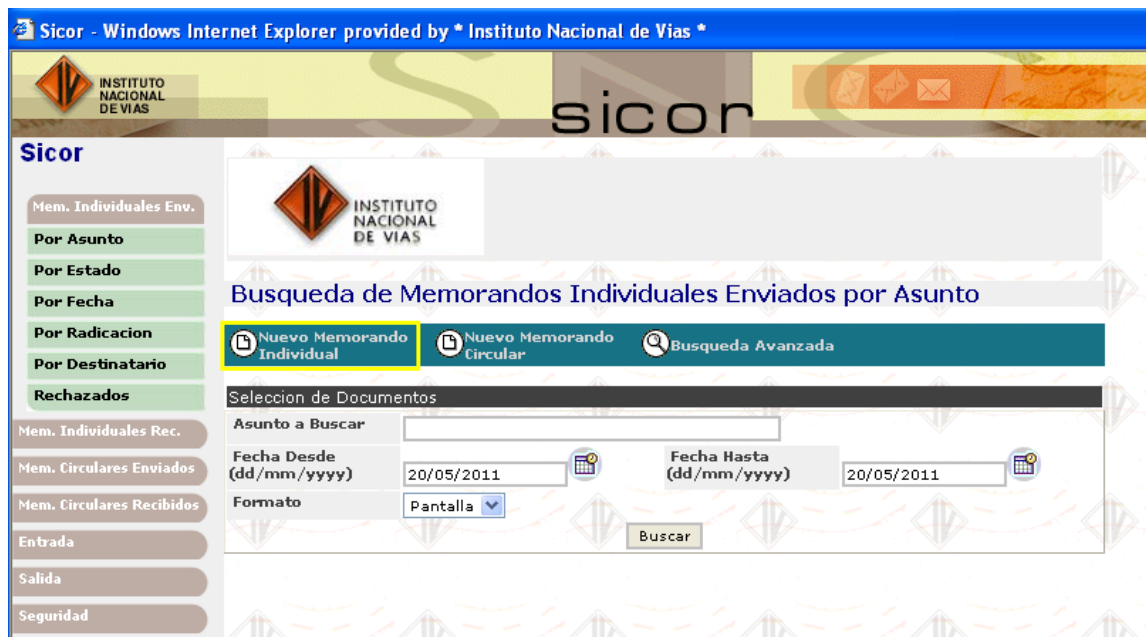 Sicor - Windows Internet Explorer provided by * Instituto Nacional de Vias *
INSTITUTO
NACIONAL
DE VIAS
sicor
Sicor
Mem. Individuales Env.
Por Asunto
Por Estado
Por Fecha
Por Radicacion
Por Destinatario
Rechazados
Mem. Individuales Rec.
Mem. Circulares Enviados
Mem. Circulares Recibidos
Entrada
Salida
Seguridad
INSTITUTO
NACIONAL
DE VIAS
Busqueda de Memorandos Individuales Enviados por Asunto
Nuevo Memorando
Individual
Nuevo Memorando
Circular
Busqueda Avanzada
Seleccion de Documentos
Asunto a Buscar
Fecha Desde
(dd/mm/yyyy)
20/05/2011
Fecha Hasta
(dd/mm/yyyy)
20/05/2011
Formato
Pantalla
Buscar